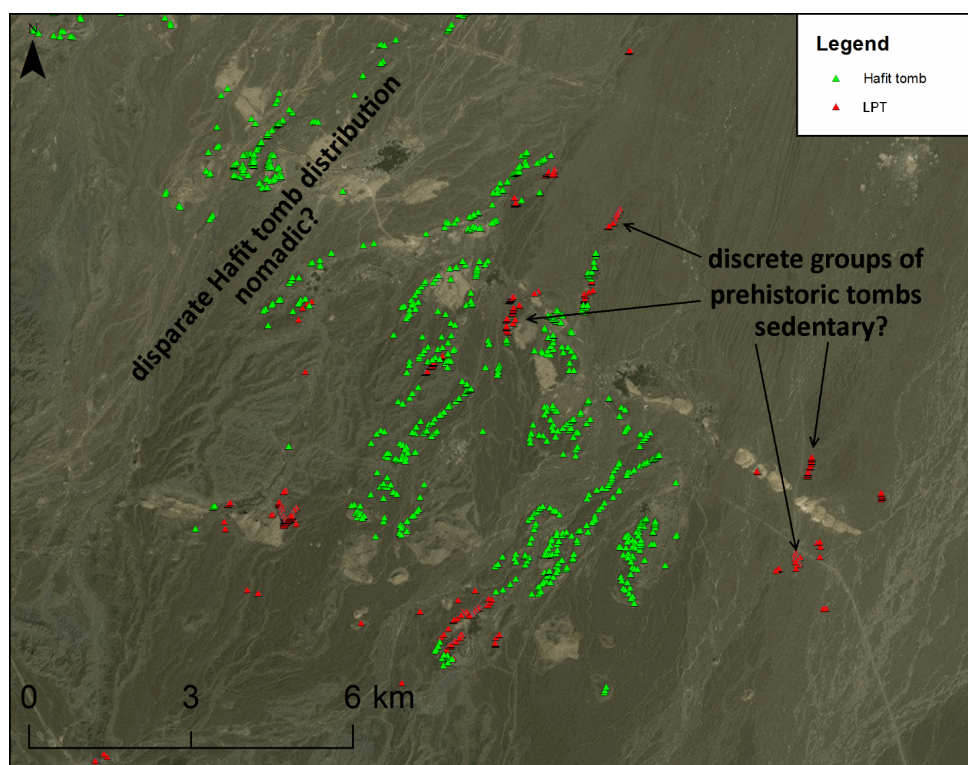 N
Legend
Hafit tomb
LPT
disparate Hafit tomb distribution
nomadic?
discrete groups of
prehistoric tombs
sedentary?
0 3 6 km